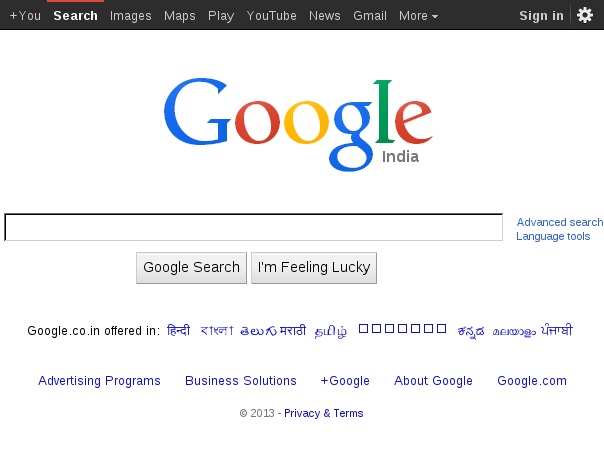 +You Search Images Maps Play YouTube News Gmail More Sign in
Google
India
Advanced search
Language tools
Google Search I'm Feeling Lucky
Google.co.in offered in: हिन्दी বাংলা తెలుగు मराठी தமிழ் ಕನ್ನಡ മലയാളം ਪੰਜਾਬੀ
Advertising Programs Business Solutions +Google About Google Google.com
© 2013 - Privacy & Terms